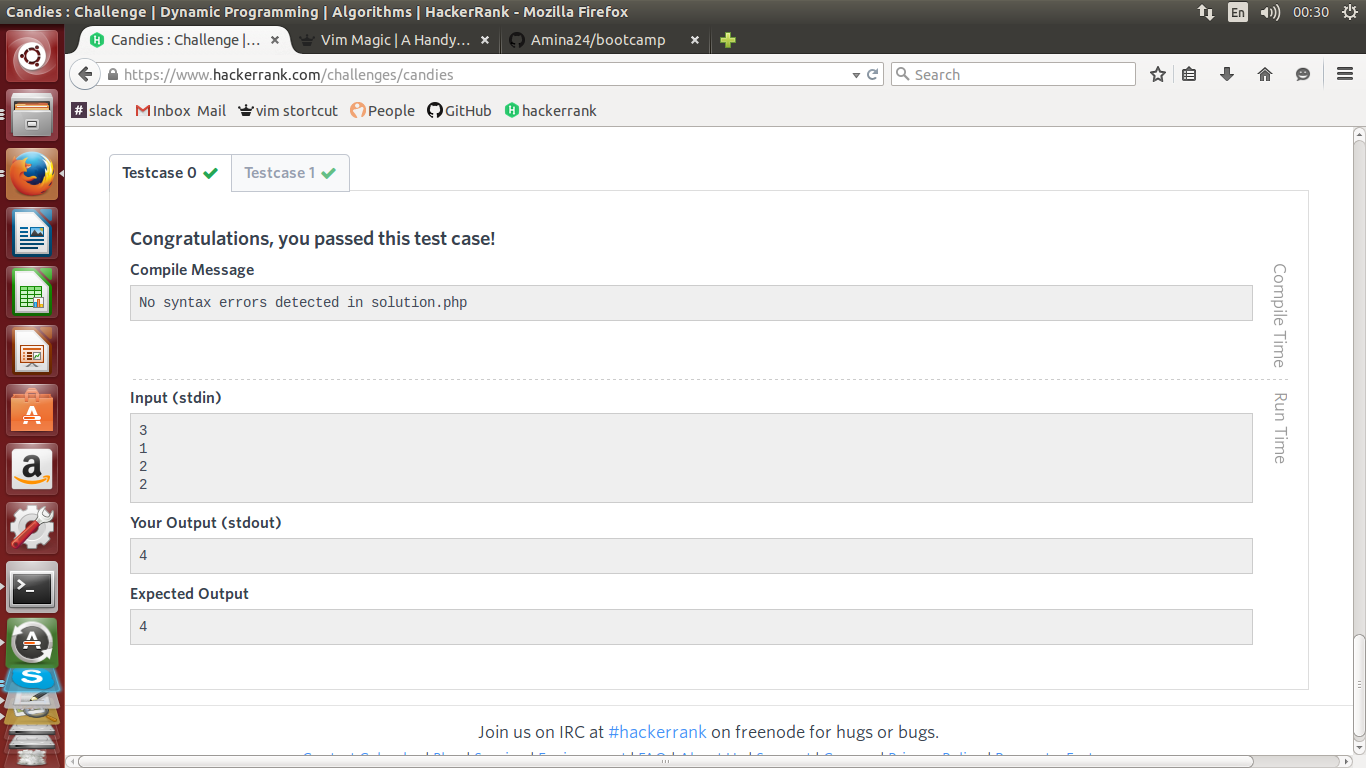 Candies : Challenge | Dynamic Programming | Algorithms | HackerRank - Mozilla Firefox
En
00:30
Candies : Challenge |... ×
Vim Magic | A Handy... ×
Amina24/bootcamp ×
https://www.hackerrank.com/challenges/candies
Search
slack
Inbox Mail
vim stortcut
People
GitHub
hackerrank
Testcase 0
Testcase 1
Congratulations, you passed this test case!
Compile Message
No syntax errors detected in solution.php
Compile Time
Input (stdin)
3
1
2
2
Run Time
Your Output (stdout)
4
Expected Output
4
Join us on IRC at #hackerrank on freenode for hugs or bugs.